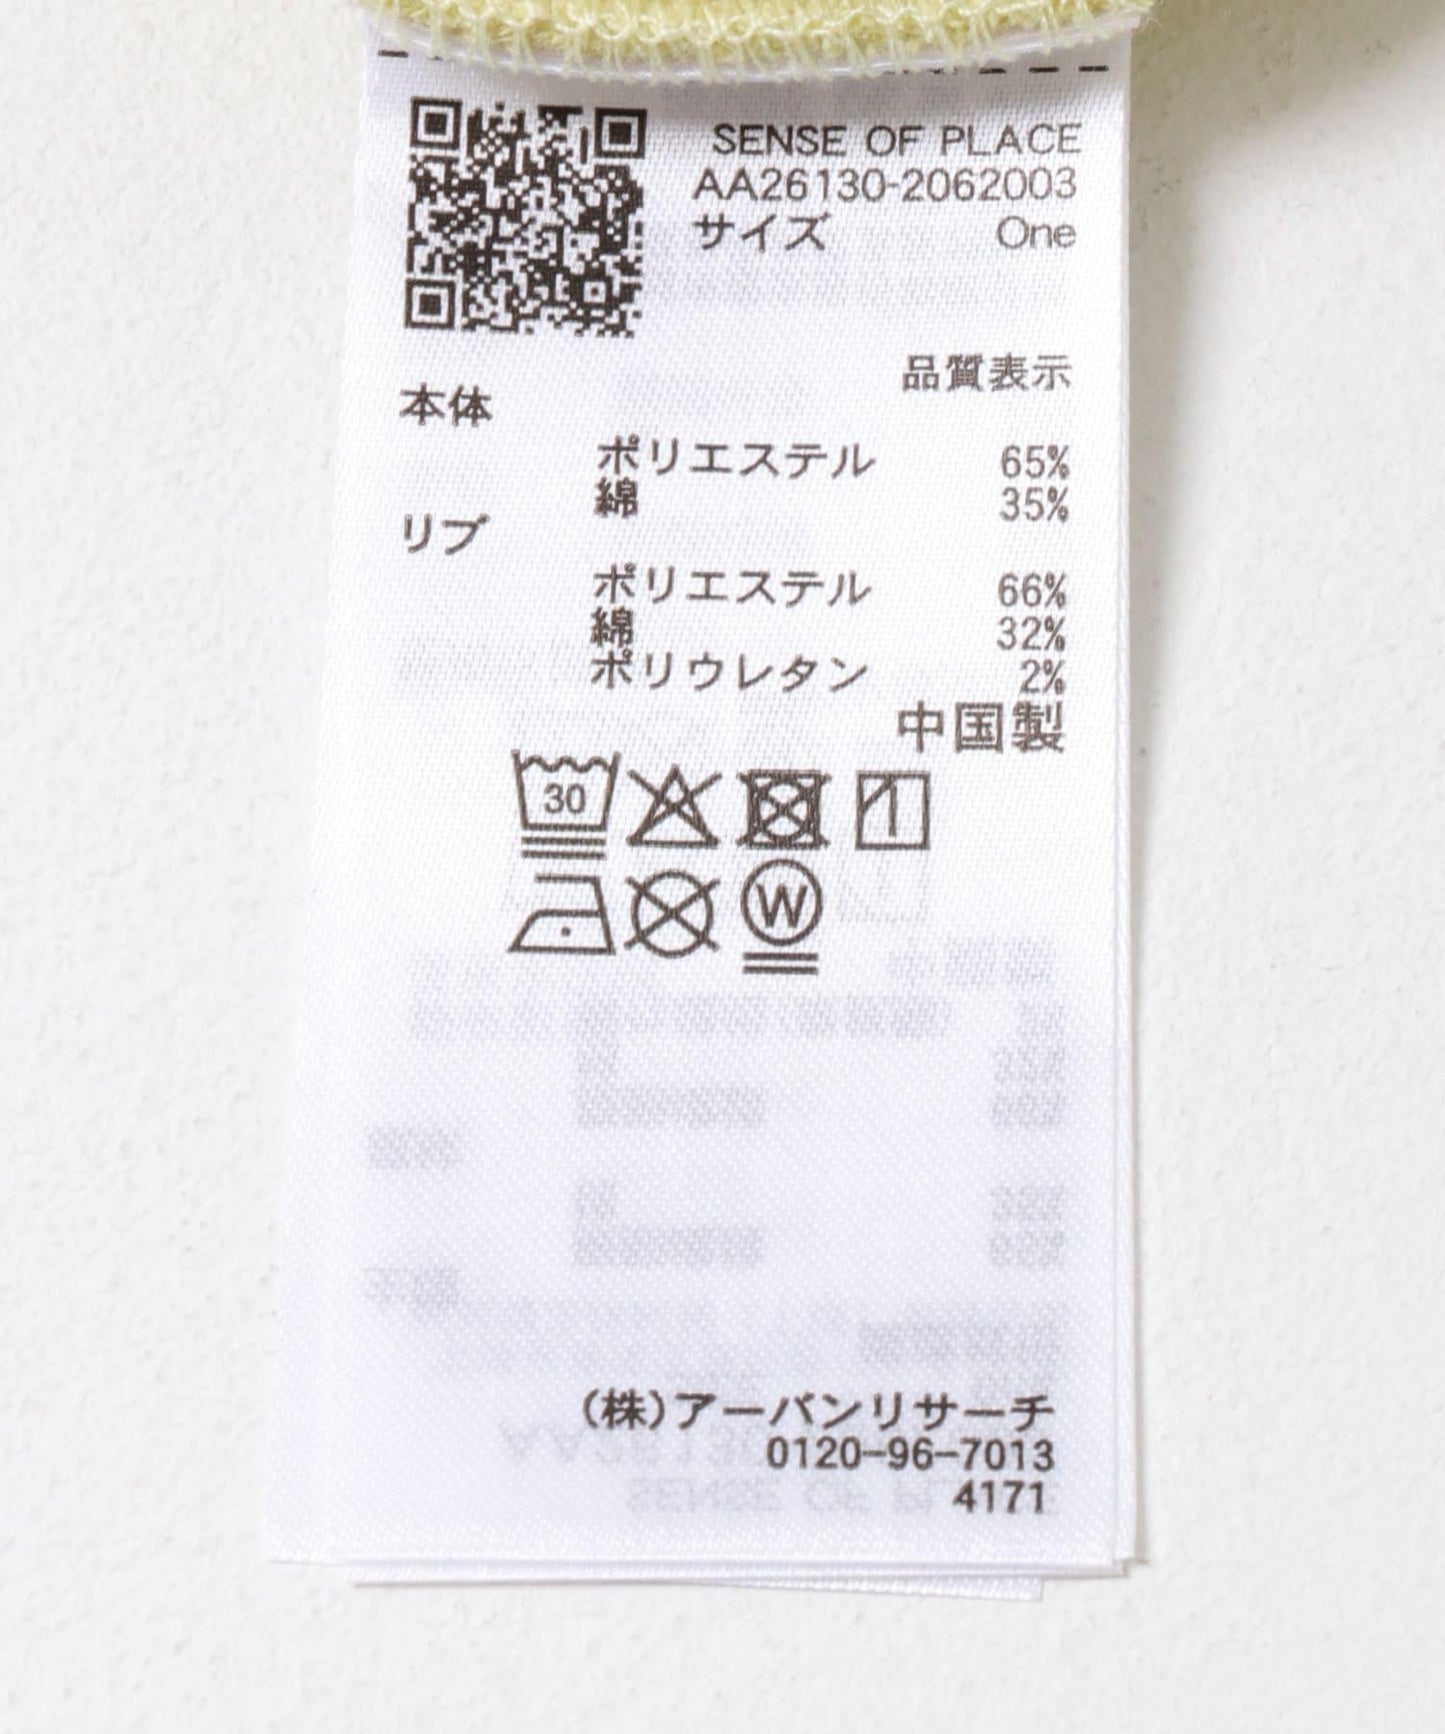 SENSE OF PLACE
AA26130-2062003
サイズ One
品質表示
本体
ポリエステル 65%
綿 35%
リブ
ポリエステル 66%
綿 32%
ポリウレタン 2%
中国製
30
W
(株)アーバンリサーチ
0120-96-7013
4171